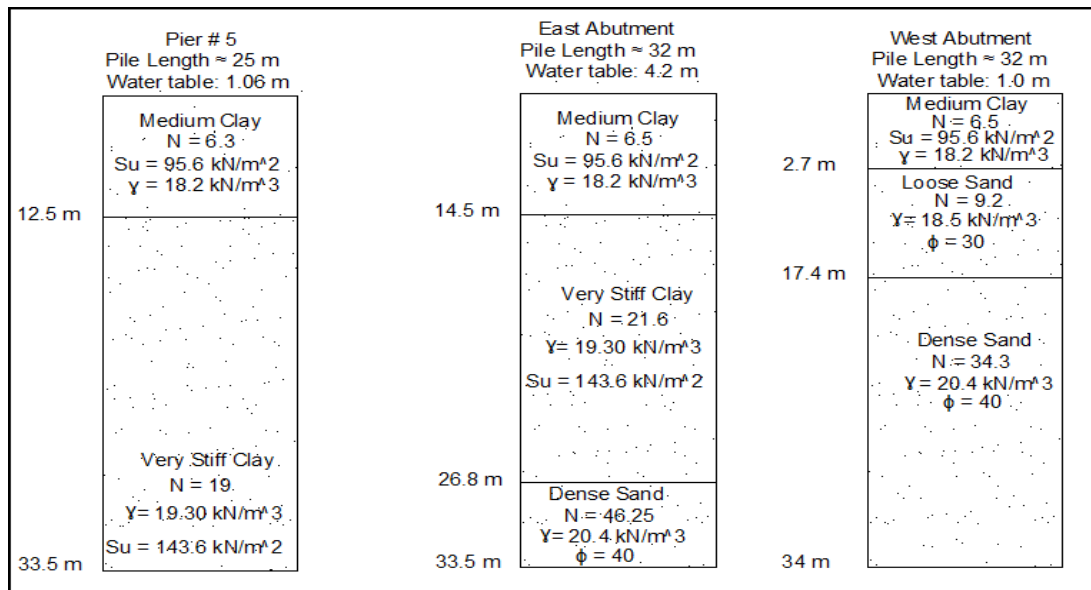 Pier # 5
Pile Length ≈ 25 m
Water table: 1.06 m
Medium Clay
N = 6.3
Su = 95.6 kN/m^2
γ = 18.2 kN/m^3
12.5 m
Very Stiff Clay
N = 19
γ= 19.30 kN/m^3
Su = 143.6 kN/m^2
33.5 m
East Abutment
Pile Length ≈ 32 m
Water table: 4.2 m
Medium Clay
N = 6.5
Su = 95.6 kN/m^2
γ = 18.2 kN/m^3
14.5 m
Very Stiff Clay
N = 21.6
γ= 19.30 kN/m^3
Su = 143.6 kN/m^2
26.8 m
Dense Sand
N = 46.25
γ= 20.4 kN/m^3
ϕ = 40
33.5 m
West Abutment
Pile Length ≈ 32 m
Water table: 1.0 m
Medium Clay
N = 6.5
Su = 95.6 kN/m^2
γ = 18.2 kN/m^3
2.7 m
Loose Sand
N = 9.2
γ= 18.5 kN/m^3
ϕ = 30
17.4 m
Dense Sand
N = 34.3
γ= 20.4 kN/m^3
ϕ = 40
34 m